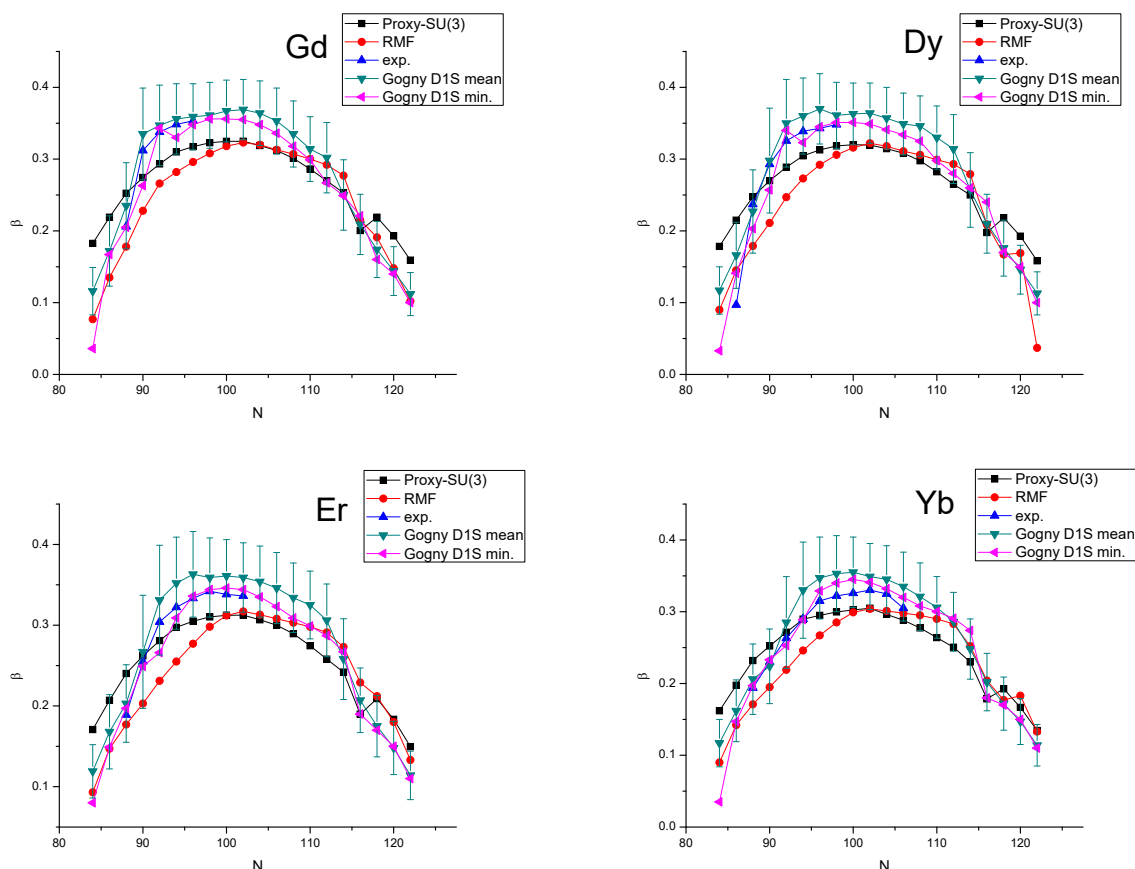 Gd
Proxy-SU(3)
RMF
exp.
Gogny D1S mean
Gogny D1S min.
0.4
0.3
0.2
0.1
0.0
β
80
90
100
110
120
N
Dy
Proxy-SU(3)
RMF
exp.
Gogny D1S mean
Gogny D1S min.
0.4
0.3
0.2
0.1
0.0
β
80
90
100
110
120
N
Er
Proxy-SU(3)
RMF
exp.
Gogny D1S mean
Gogny D1S min.
0.4
0.3
0.2
0.1
β
80
90
100
110
120
N
Yb
Proxy-SU(3)
RMF
exp.
Gogny D1S mean
Gogny D1S min.
0.4
0.3
0.2
0.1
0.0
β
80
90
100
110
120
N